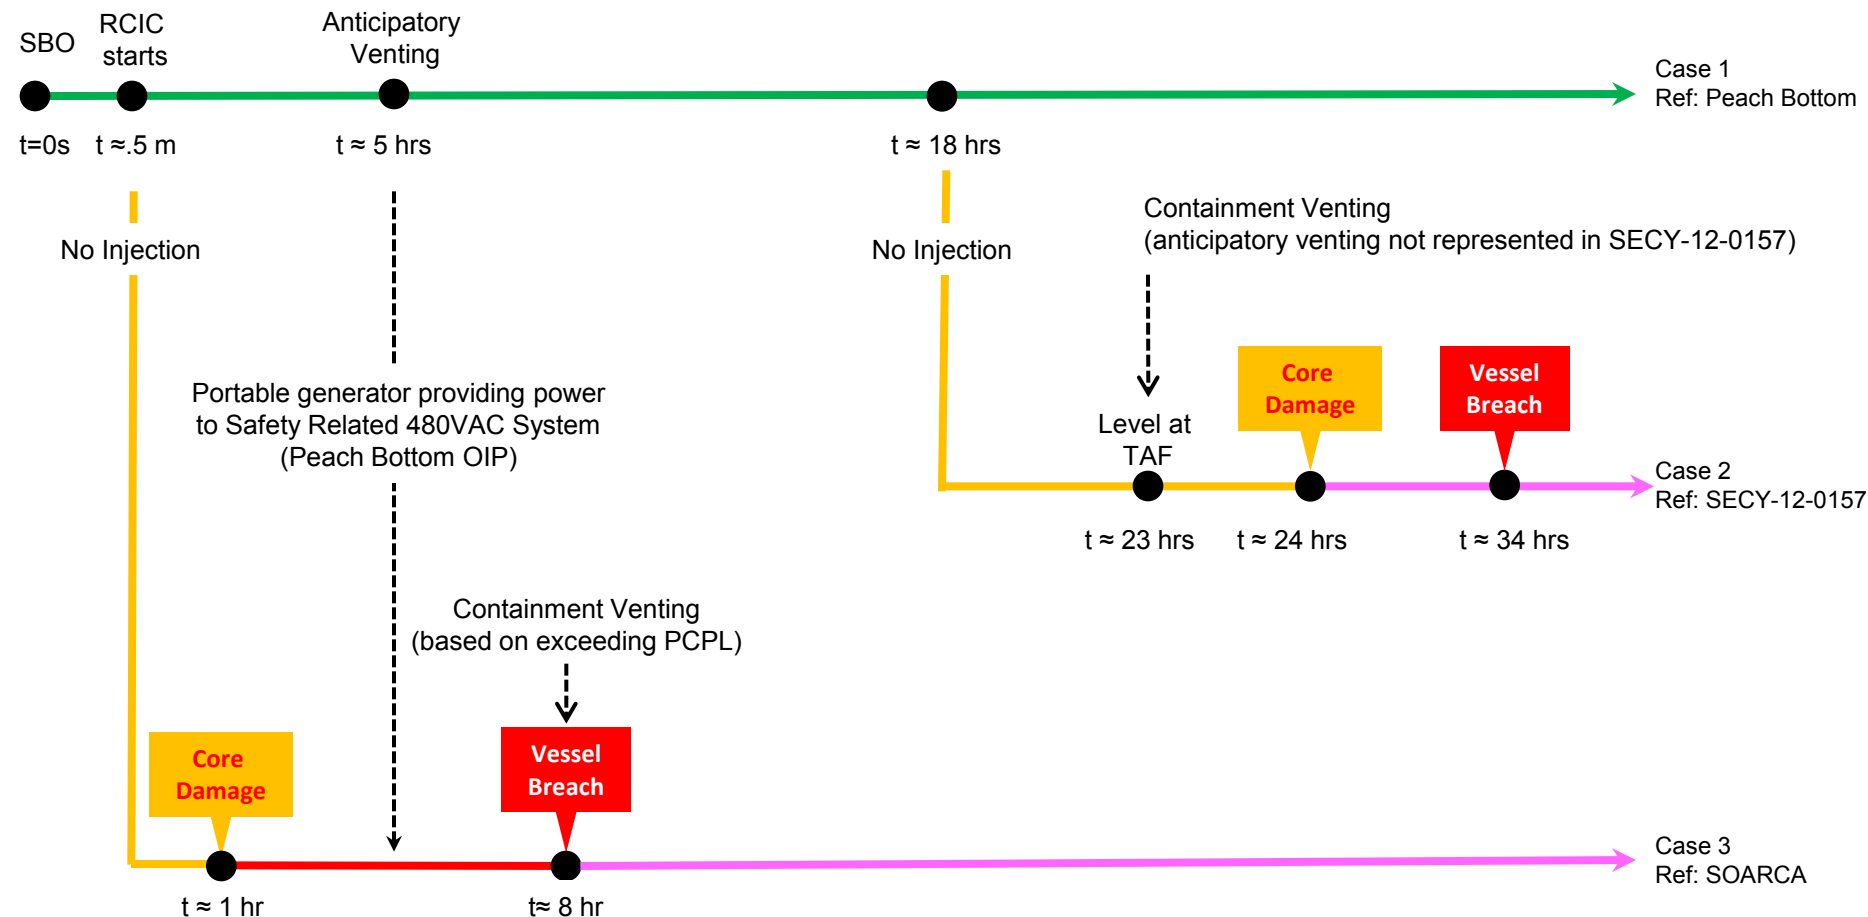 SBO
RCIC
starts
Anticipatory
Venting
Case 1
Ref: Peach Bottom
t=0s
t ≈.5 m
t ≈ 5 hrs
t ≈ 18 hrs
No Injection
No Injection
Containment Venting
(anticipatory venting not represented in SECY-12-0157)
Portable generator providing power
to Safety Related 480VAC System
(Peach Bottom OIP)
Level at
TAF
Core
Damage
Vessel
Breach
Case 2
Ref: SECY-12-0157
t ≈ 23 hrs
t ≈ 24 hrs
t ≈ 34 hrs
Containment Venting
(based on exceeding PCPL)
Core
Damage
Vessel
Breach
Case 3
Ref: SOARCA
t ≈ 1 hr
t≈ 8 hr